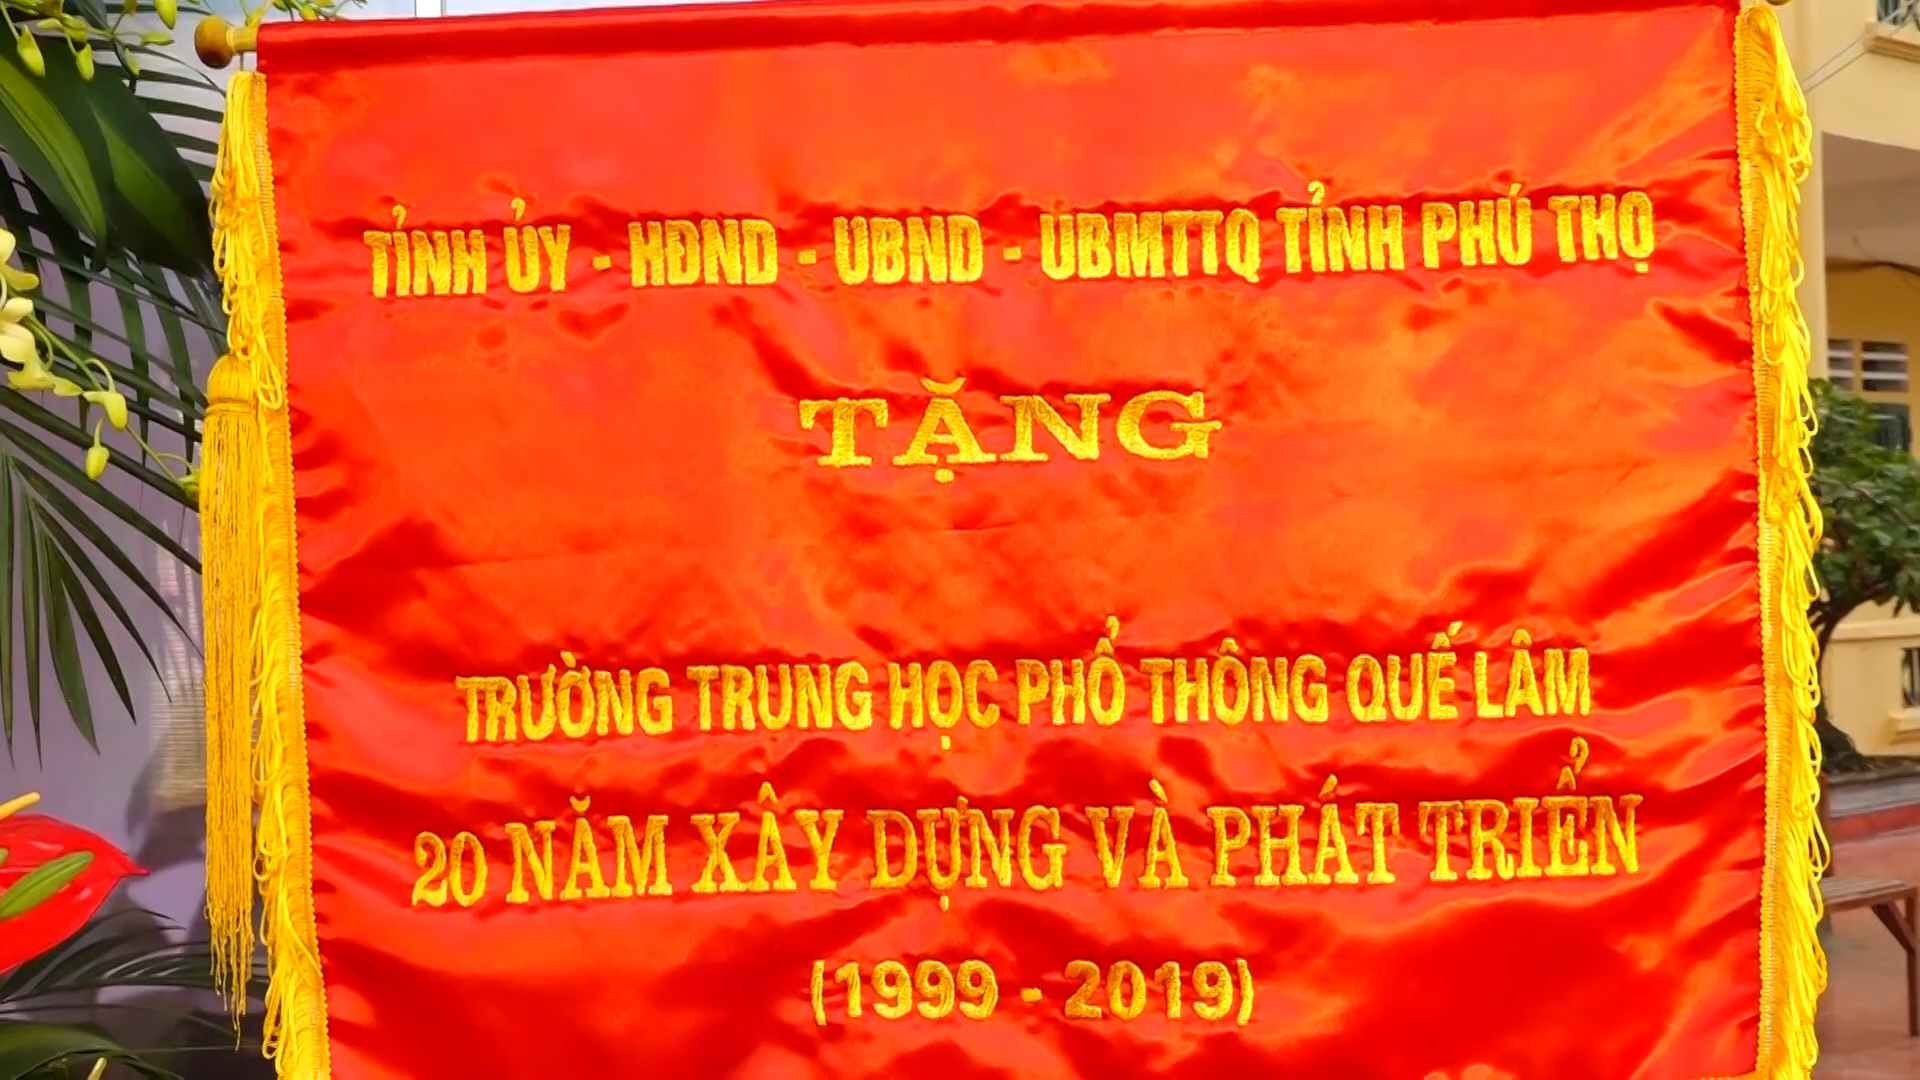 TỈNH ỦY - HĐND - UBND - UBMTTQ TỈNH PHÚ THỌ
TẶNG
TRƯỜNG TRUNG HỌC PHỔ THÔNG QUẾ LÂM
20 NĂM XÂY DỰNG VÀ PHÁT TRIỂN
(1999 - 2019)